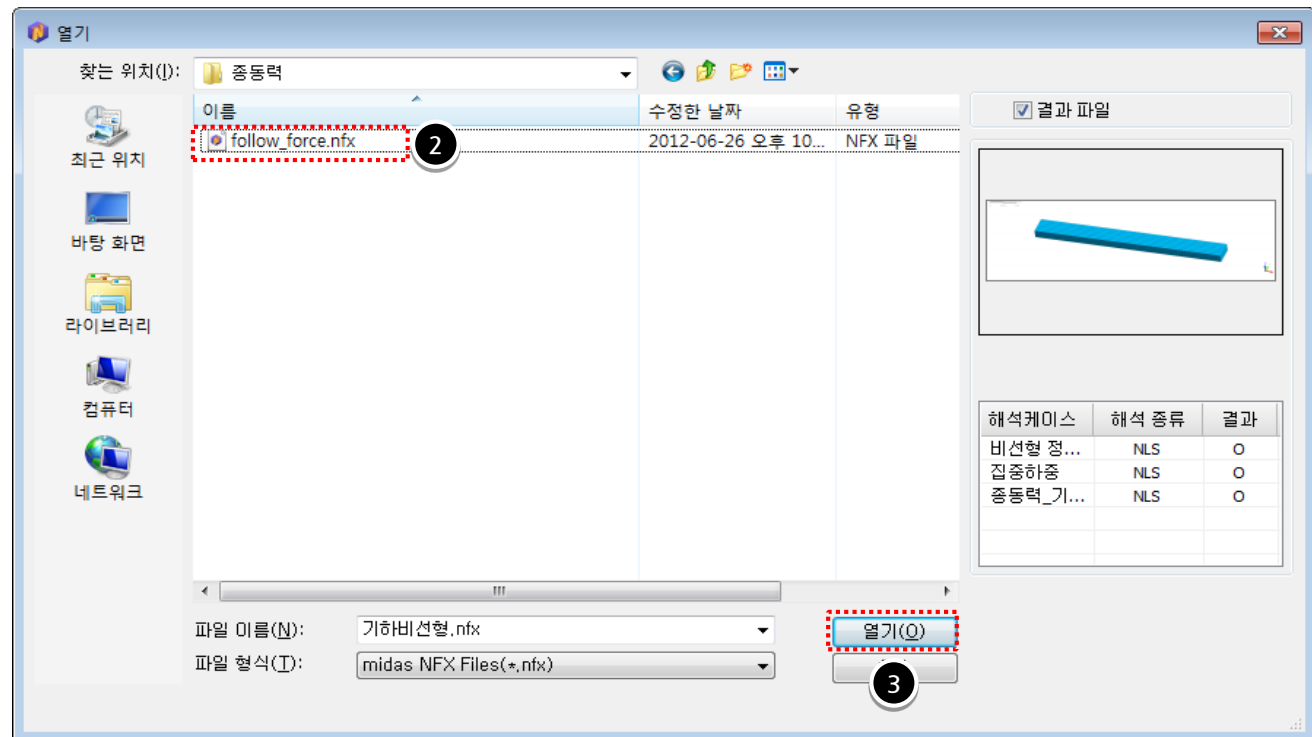 열기
찾는 위치(I): 종동력
이름 수정한 날짜 유형
follow_force.nfx 2012-06-26 오후 10... NFX 파일
2
최근 위치
바탕 화면
라이브러리
컴퓨터
네트워크
파일 이름(N): 기하비선형.nfx 열기(O)
파일 형식(T): midas NFX Files(*.nfx)
3
결과 파일
해석케이스 해석 종류 결과
비선형 정... NLS O
집중하중 NLS O
종동력_기... NLS O